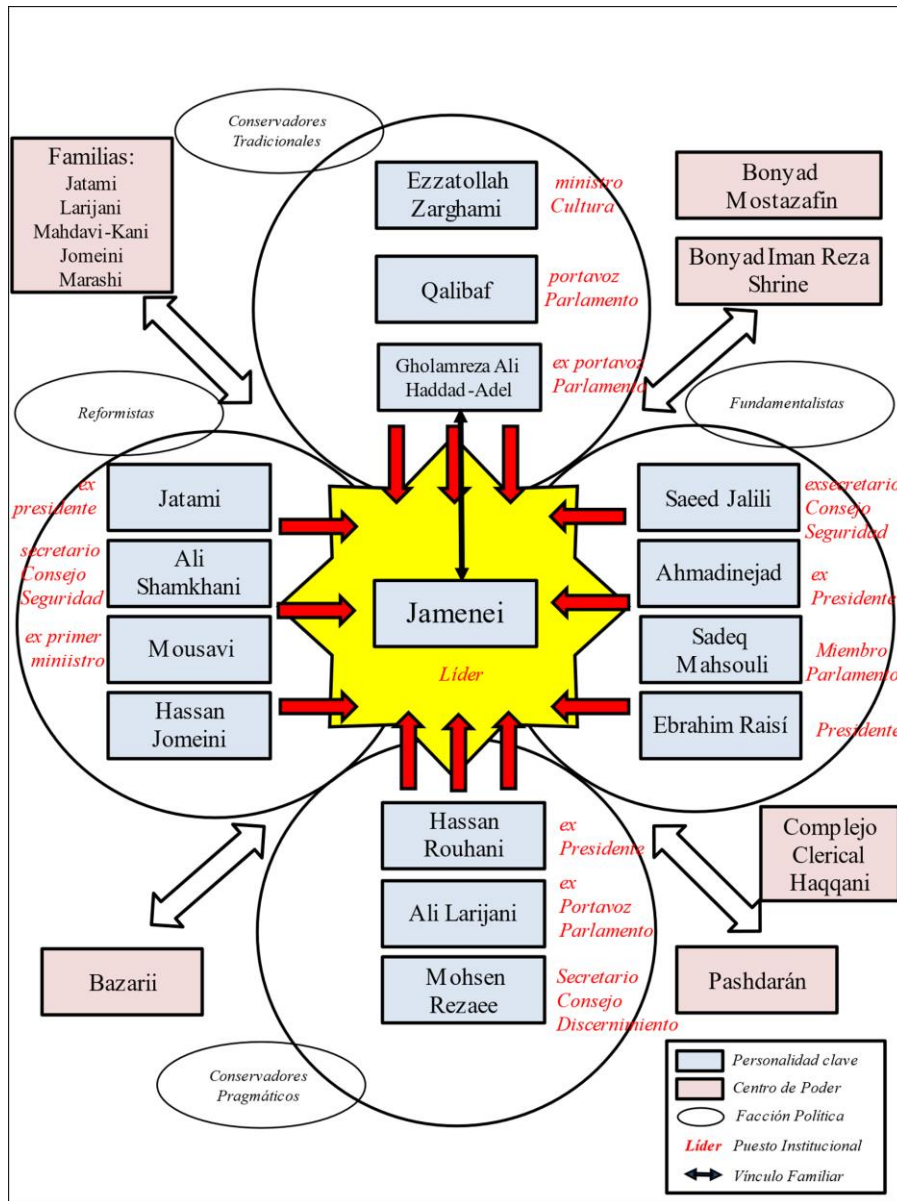 Conservadores
Tradicionales
Familias:
Jatami
Larijani
Mahdavi-Kani
Jomeini
Marashi
Ezzatollah
Zarghami
ministro
Cultura
Qalibaf
portavoz
Parlamento
Gholamreza Ali
Haddad-Adel
ex portavoz
Parlamento
Bonyad
Mostazafin
Bonyad Iman Reza
Shrine
Reformistas
Fundamentalistas
ex
presidente
Jatami
secretario
Consejo
Seguridad
Ali
Shamkhani
ex primer
miniistro
Mousavi
Hassan
Jomeini
Jamenei
Líder
Saeed Jalili
exsecretario
Consejo
Seguridad
Ahmadinejad
ex
Presidente
Sadeq
Mahsouli
Miembro
Parlamento
Ebrahim Raisí
Presidente
Hassan
Rouhani
ex
Presidente
Ali Larijani
ex
Portavoz
Parlamento
Mohsen
Rezaee
Secretario
Consejo
Discernimiento
Bazarii
Complejo
Clerical
Haqqani
Pashdarán
Conservadores
Pragmáticos
Personalidad clave
Centro de Poder
Facción Política
Líder Puesto Institucional
Vínculo Familiar